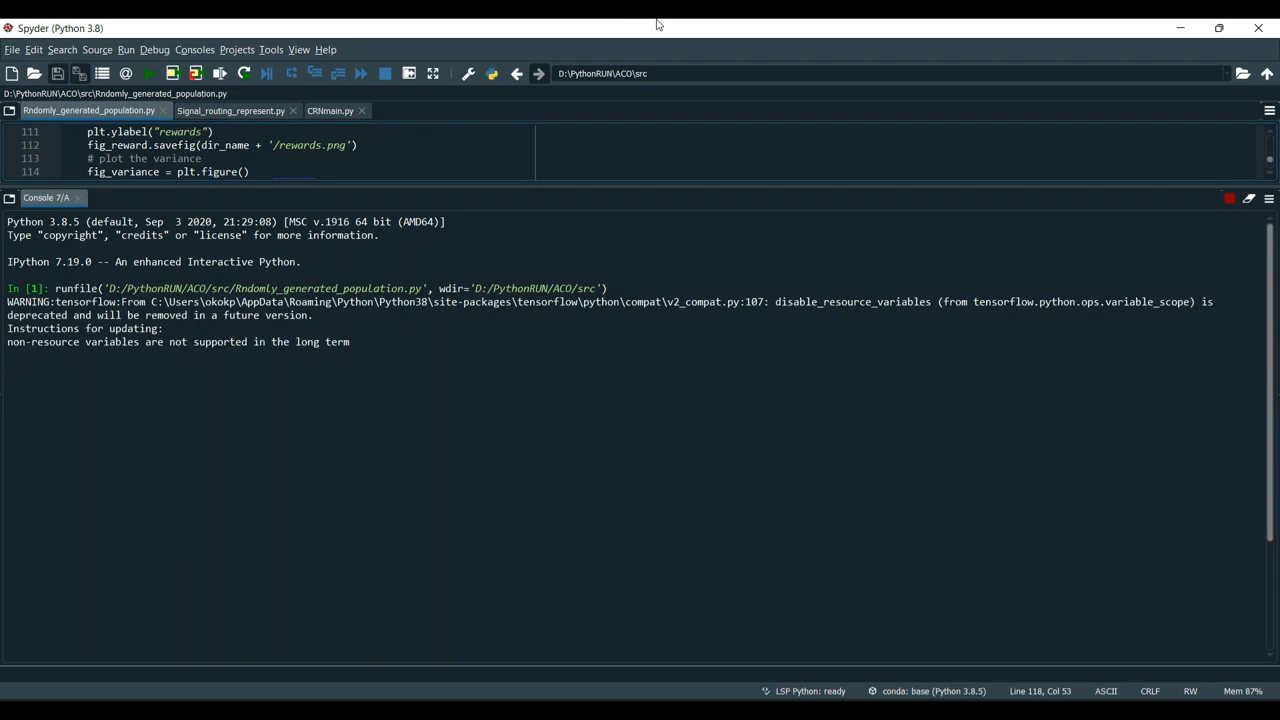 Spyder (Python 3.8)
File Edit Search Source Run Debug Consoles Projects Tools View Help
D:\PythonRUN\ACO\src
D:\PythonRUN\ACO\src\Rndomly_generated_population.py
Rndomly_generated_population.py Signal_routing_represent.py CRNmain.py
111 plt.ylabel("rewards")
112 fig_reward.savefig(dir_name + '/rewards.png')
113 # plot the variance
114 fig_variance = plt.figure()
Console 7/A
Python 3.8.5 (default, Sep 3 2020, 21:29:08) [MSC v.1916 64 bit (AMD64)]
Type "copyright", "credits" or "license" for more information.
IPython 7.19.0 -- An enhanced Interactive Python.
In [1]: runfile('D:/PythonRUN/ACO/src/Rndomly_generated_population.py', wdir='D:/PythonRUN/ACO/src')
WARNING:tensorflow:From C:\Users\okokp\AppData\Roaming\Python\Python38\site-packages\tensorflow\python\compat\v2_compat.py:107: disable_resource_variables (from tensorflow.python.ops.variable_scope) is
deprecated and will be removed in a future version.
Instructions for updating:
non-resource variables are not supported in the long term
LSP Python: ready conda: base (Python 3.8.5) Line 118, Col 53 ASCII CRLF RW Mem 87%